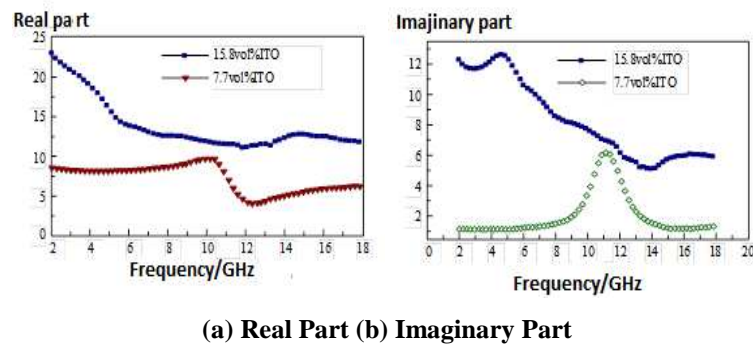 Real part
25
20
15
10
5
0
15.8vol%ITO
7.7vol%ITO
2 4 6 8 10 12 14 16 18
Frequency/GHz
Imajinary part
12
10
8
6
4
2
15.8vol%ITO
7.7vol%ITO
0 2 4 6 8 10 12 14 16 18 20
Frequency/GHz
(a) Real Part (b) Imaginary Part